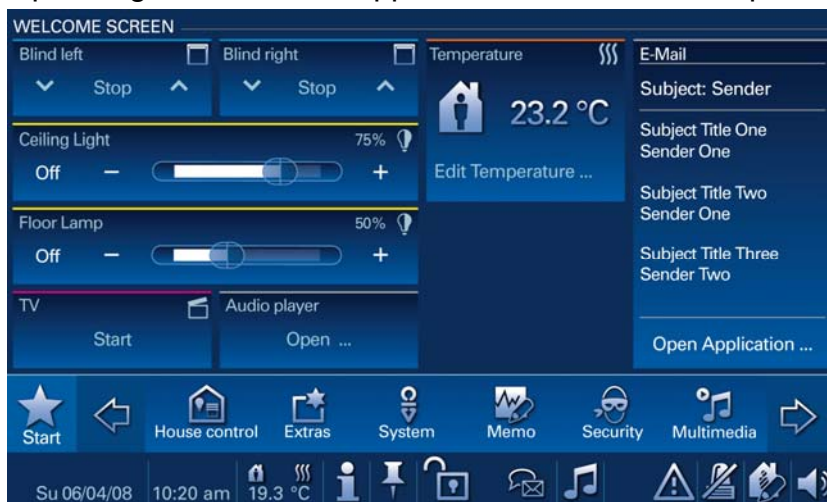 WELCOME SCREEN
Blind left
Stop
Blind right
Stop
Temperature
23.2 °C
Edit Temperature ...
E-Mail
Subject: Sender
Subject Title One
Sender One
Subject Title Two
Sender One
Subject Title Three
Sender Two
Open Application ...
Ceiling Light 75%
Off - +
Floor Lamp 50%
Off - +
TV
Start
Audio player
Open ...
Start
House control
Extras
System
Memo
Security
Multimedia
Su 06/04/08 10:20 am 19.3 °C